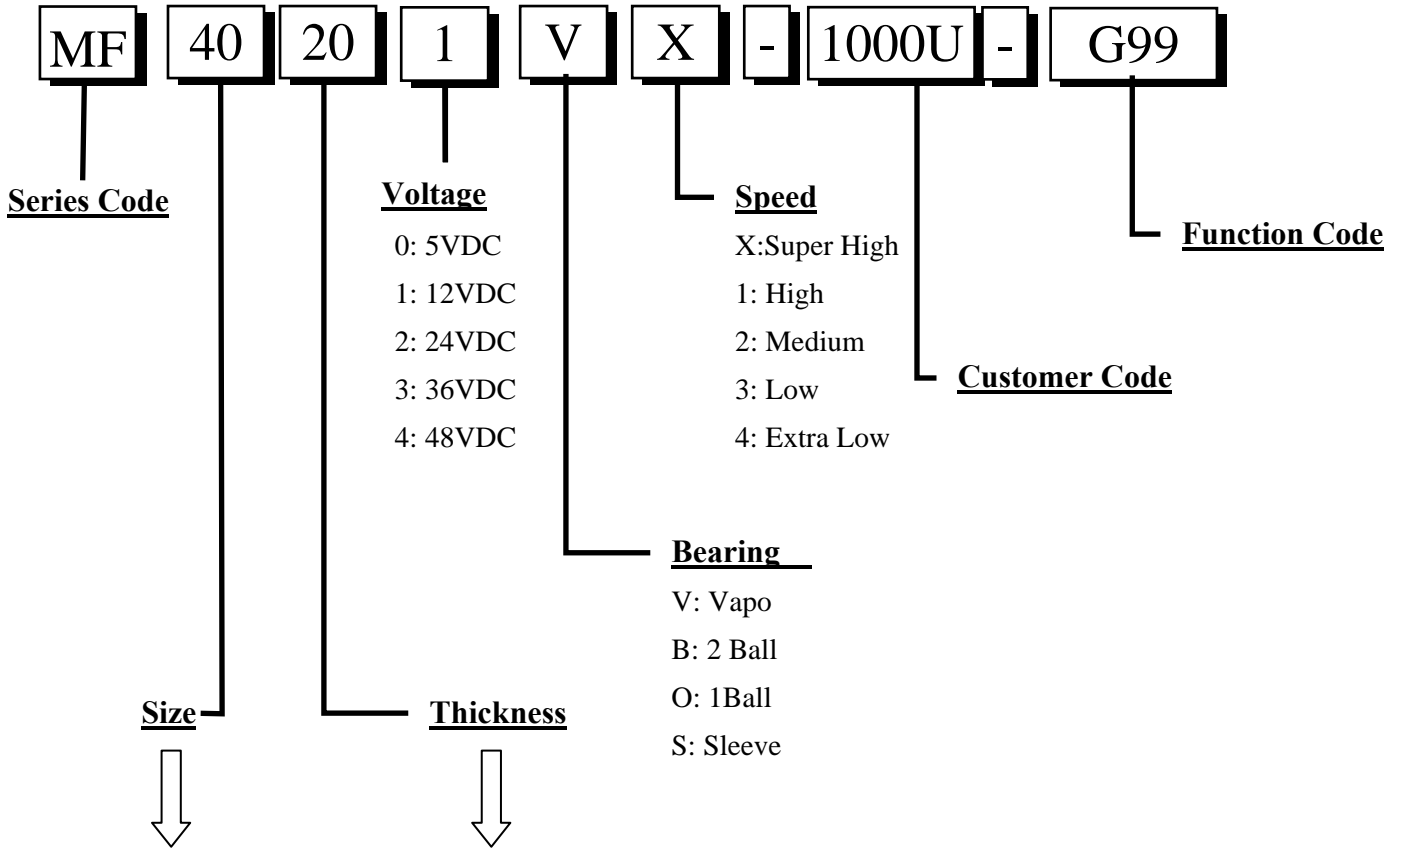 MF 40 20 1 V X - 1000U - G99
Series Code
Voltage
0: 5VDC
1: 12VDC
2: 24VDC
3: 36VDC
4: 48VDC
Speed
X:Super High
1: High
2: Medium
3: Low
4: Extra Low
Function Code
Customer Code
Bearing
V: Vapo
B: 2 Ball
O: 1Ball
S: Sleeve
Size
Thickness